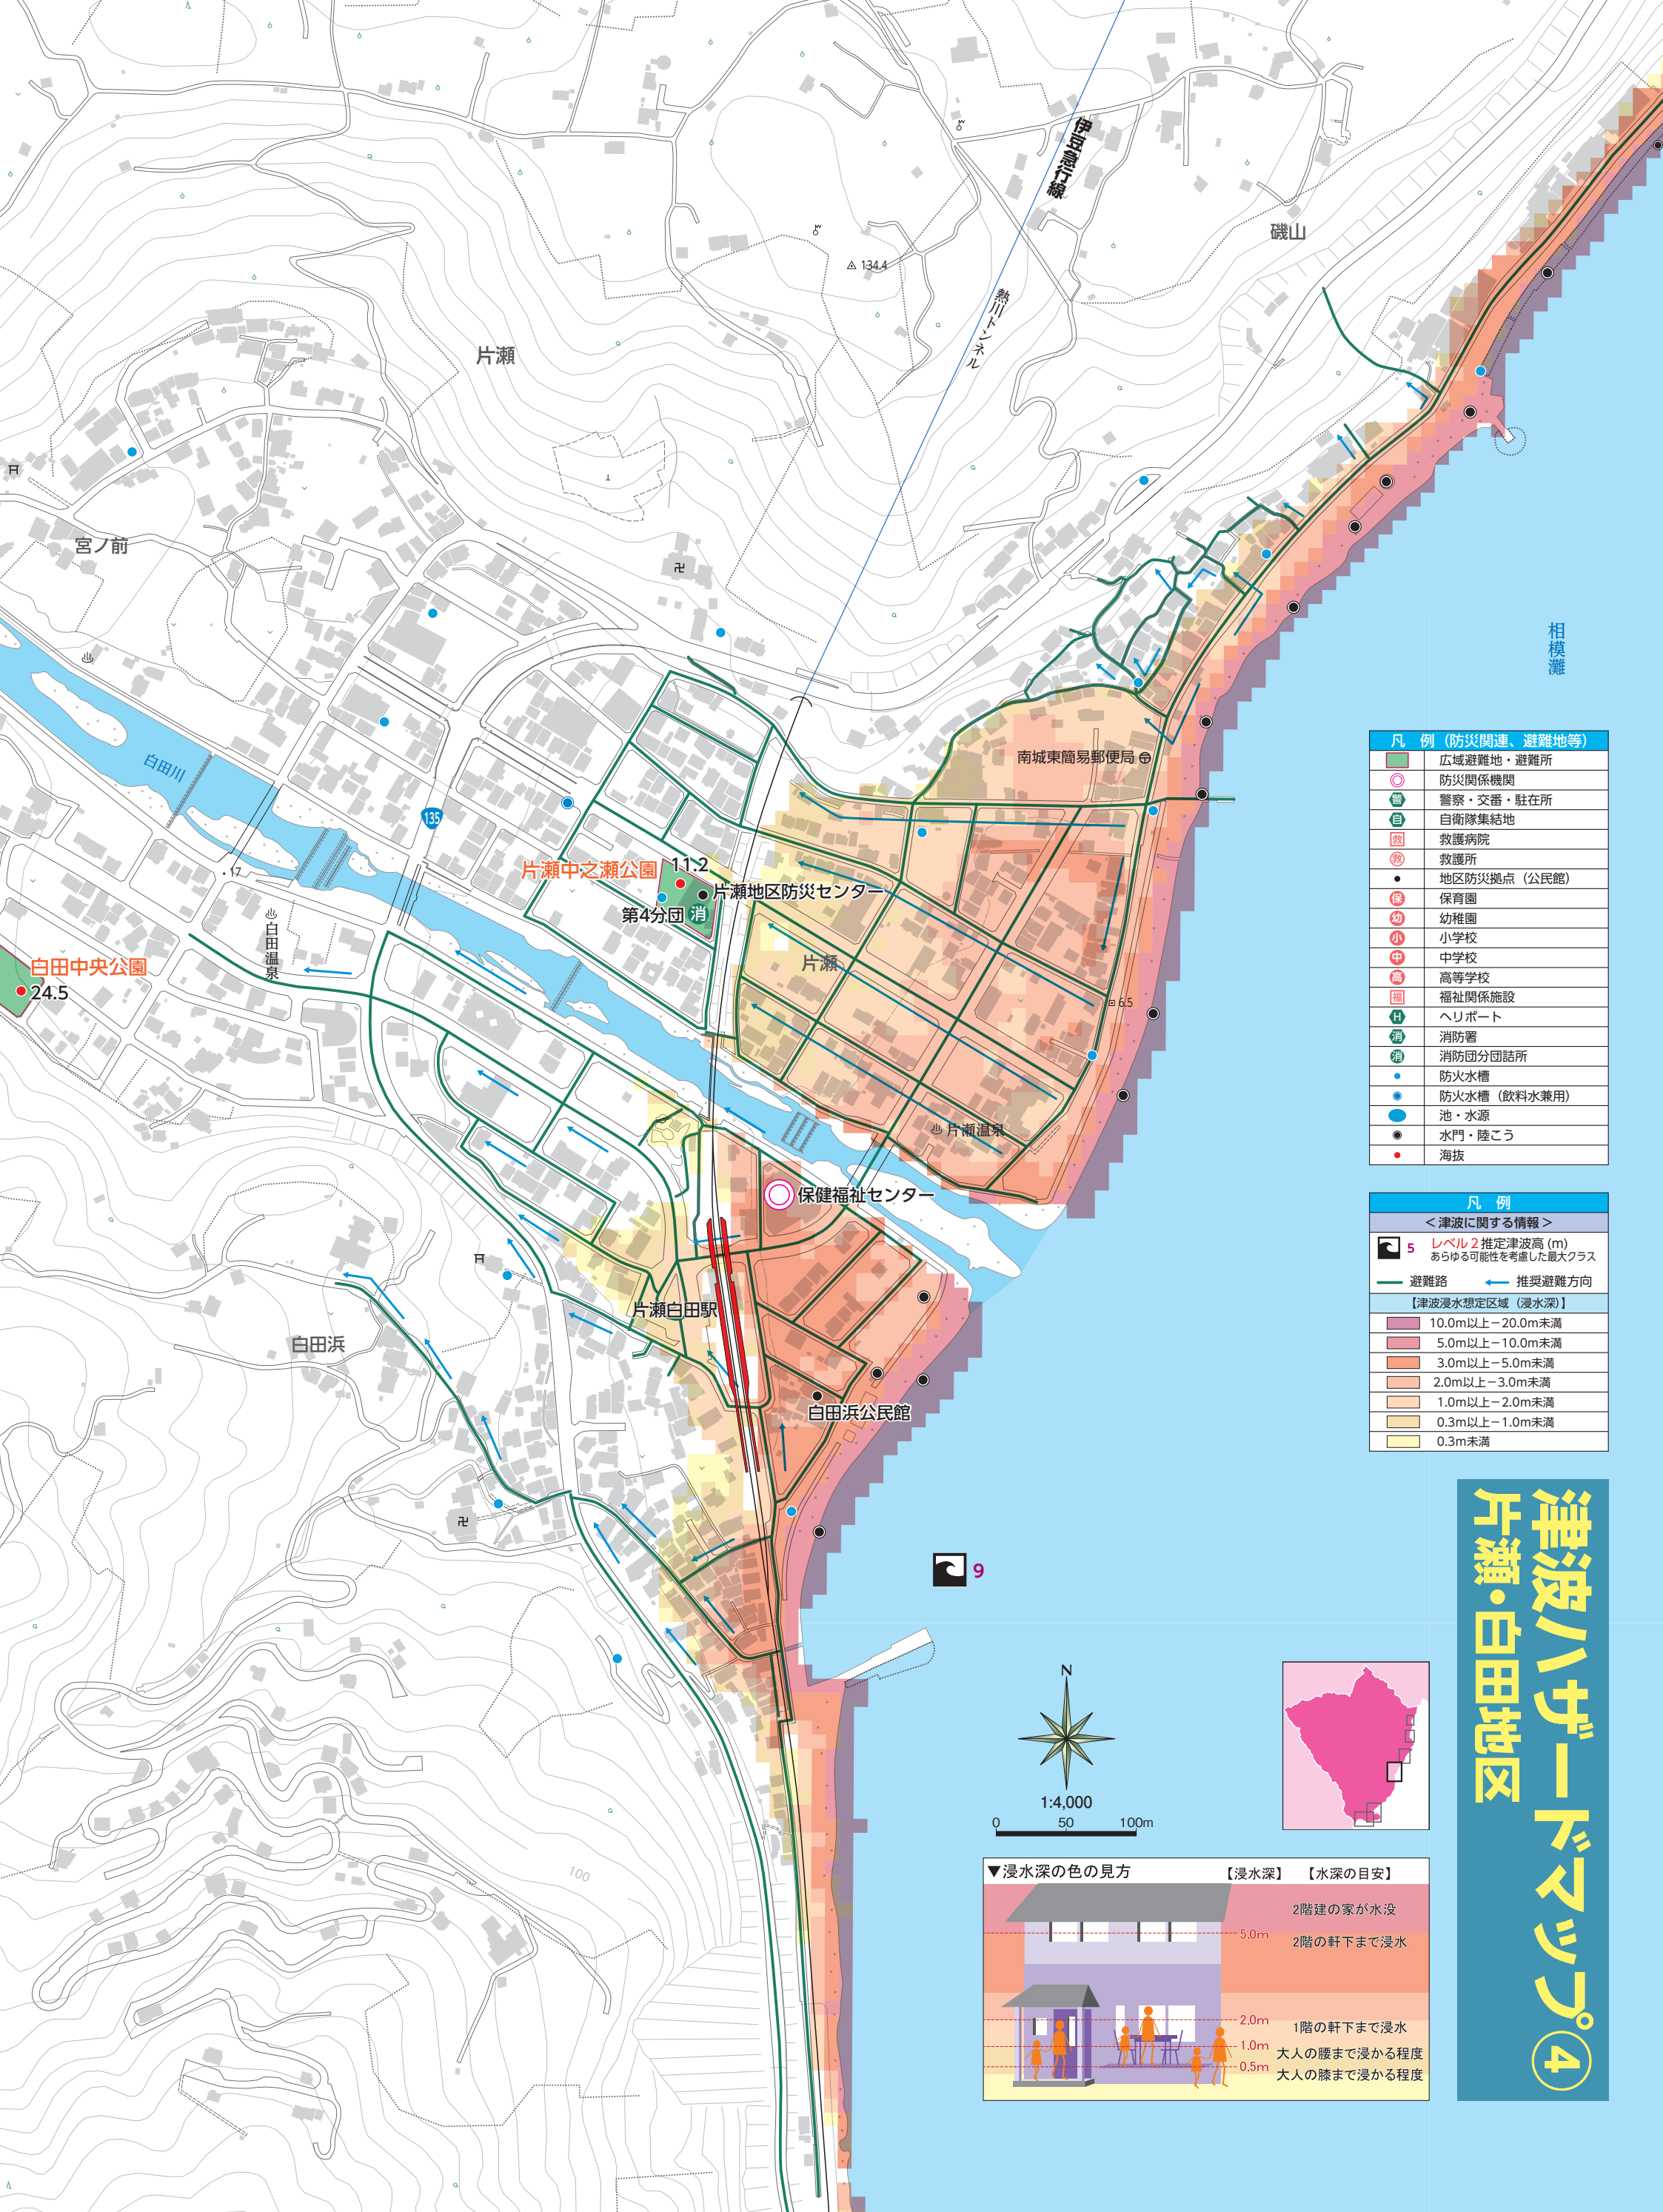 伊豆急行線
磯山
134.4
熱川トンネル
片瀬
宮ノ前
相模灘
白田川
135
南城東簡易郵便局
片瀬中之瀬公園
11.2
片瀬地区防災センター
第4分団
消
17
白田温泉
白田中央公園
24.5
片瀬
6.5
片瀬温泉
保健福祉センター
片瀬白田駅
白田浜
白田浜公民館
9
100
凡 例(防災関連、避難地等)
広域避難地・避難所
防災関係機関
警 警察・交番・駐在所
自 自衛隊集結地
救 救護病院
救 救護所
地区防災拠点(公民館)
保 保育園
幼 幼稚園
小 小学校
中 中学校
高 高等学校
福 福祉関係施設
H ヘリポート
消 消防署
消 消防団分団詰所
防火水槽
防火水槽(飲料水兼用)
池・水源
水門・陸こう
海抜
凡 例
<津波に関する情報>
5 レベル2推定津波高(m)
あらゆる可能性を考慮した最大クラス
避難路 推奨避難方向
【津波浸水想定区域(浸水深)】
10.0m以上−20.0m未満
5.0m以上−10.0m未満
3.0m以上−5.0m未満
2.0m以上−3.0m未満
1.0m以上−2.0m未満
0.3m以上−1.0m未満
0.3m未満
津波ハザードマップ④
片瀬・白田地区
N
1:4,000
0 50 100m
▼浸水深の色の見方 【浸水深】 【水深の目安】
2階建の家が水没
5.0m
2階の軒下まで浸水
2.0m
1階の軒下まで浸水
1.0m 大人の腰まで浸かる程度
0.5m 大人の膝まで浸かる程度